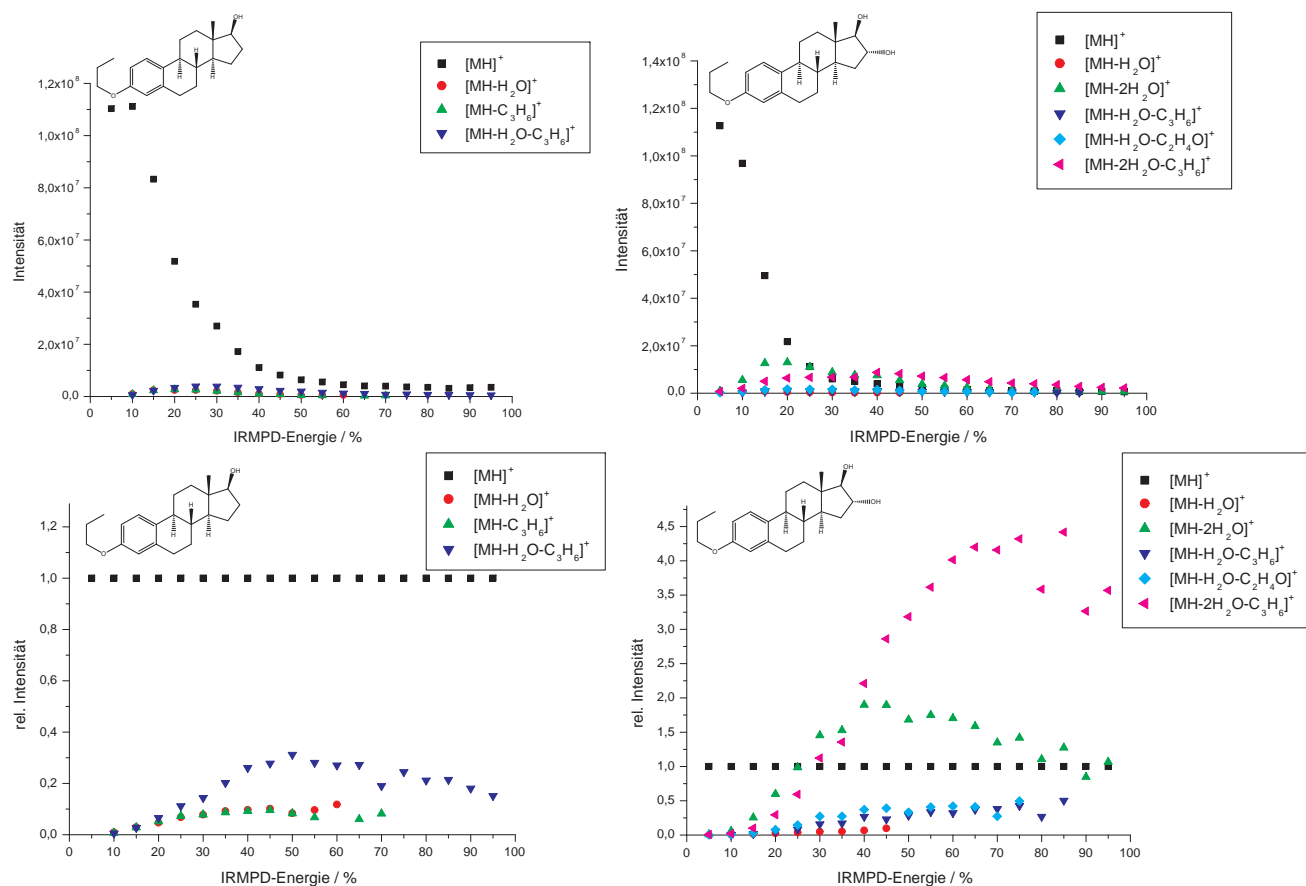 OH
H
H
H
O
[MH]+
[MH-H2O]+
[MH-C3H6]+
[MH-H2O-C3H6]+
1,2x10^8
1,0x10^8
8,0x10^7
6,0x10^7
4,0x10^7
2,0x10^7
0,0
Intensität
0 10 20 30 40 50 60 70 80 90 100
IRMPD-Energie / %
OH
OH
H
H
H
O
[MH]+
[MH-H2O]+
[MH-2H2O]+
[MH-H2O-C3H6]+
[MH-H2O-C2H4O]+
[MH-2H2O-C3H6]+
1,4x10^8
1,2x10^8
1,0x10^8
8,0x10^7
6,0x10^7
4,0x10^7
2,0x10^7
0,0
Intensität
0 10 20 30 40 50 60 70 80 90 100
IRMPD-Energie / %
OH
H
H
H
O
[MH]+
[MH-H2O]+
[MH-C3H6]+
[MH-H2O-C3H6]+
1,2
1,0
0,8
0,6
0,4
0,2
0,0
rel. Intensität
0 10 20 30 40 50 60 70 80 90 100
IRMPD-Energie / %
OH
OH
H
H
H
O
[MH]+
[MH-H2O]+
[MH-2H2O]+
[MH-H2O-C3H6]+
[MH-H2O-C2H4O]+
[MH-2H2O-C3H6]+
4,5
4,0
3,5
3,0
2,5
2,0
1,5
1,0
0,5
0,0
rel. Intensität
0 10 20 30 40 50 60 70 80 90 100
IRMPD-Energie / %